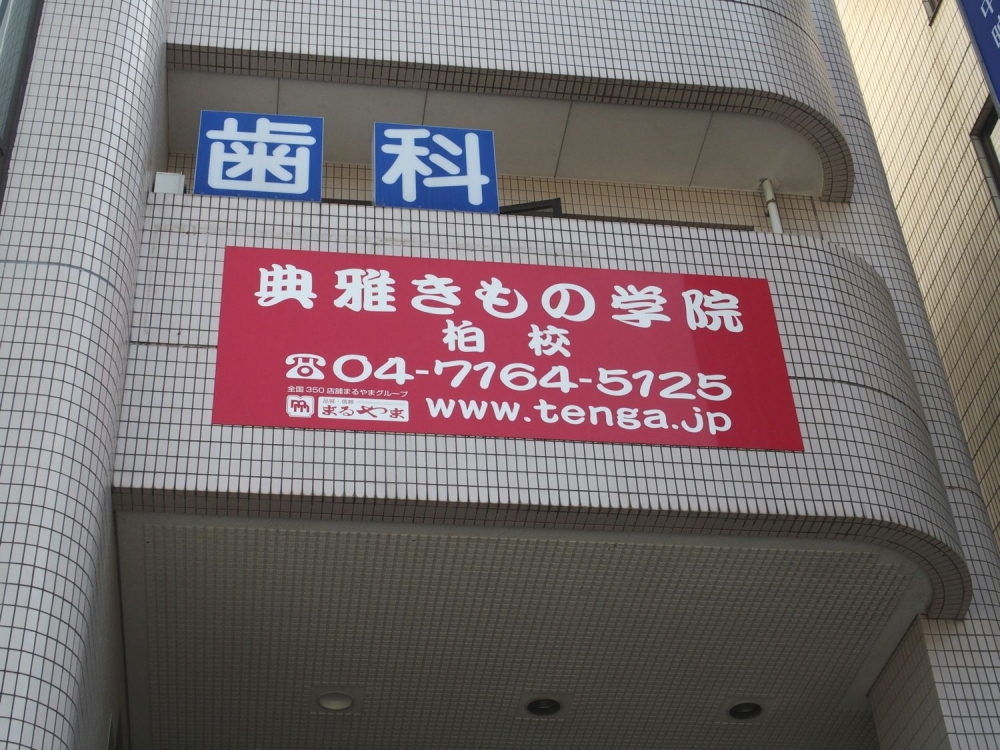 歯科
典雅きもの学院
柏校
☎04-7164-5125
全国350店舗まるやまグループ
まるやま
www.tenga.jp